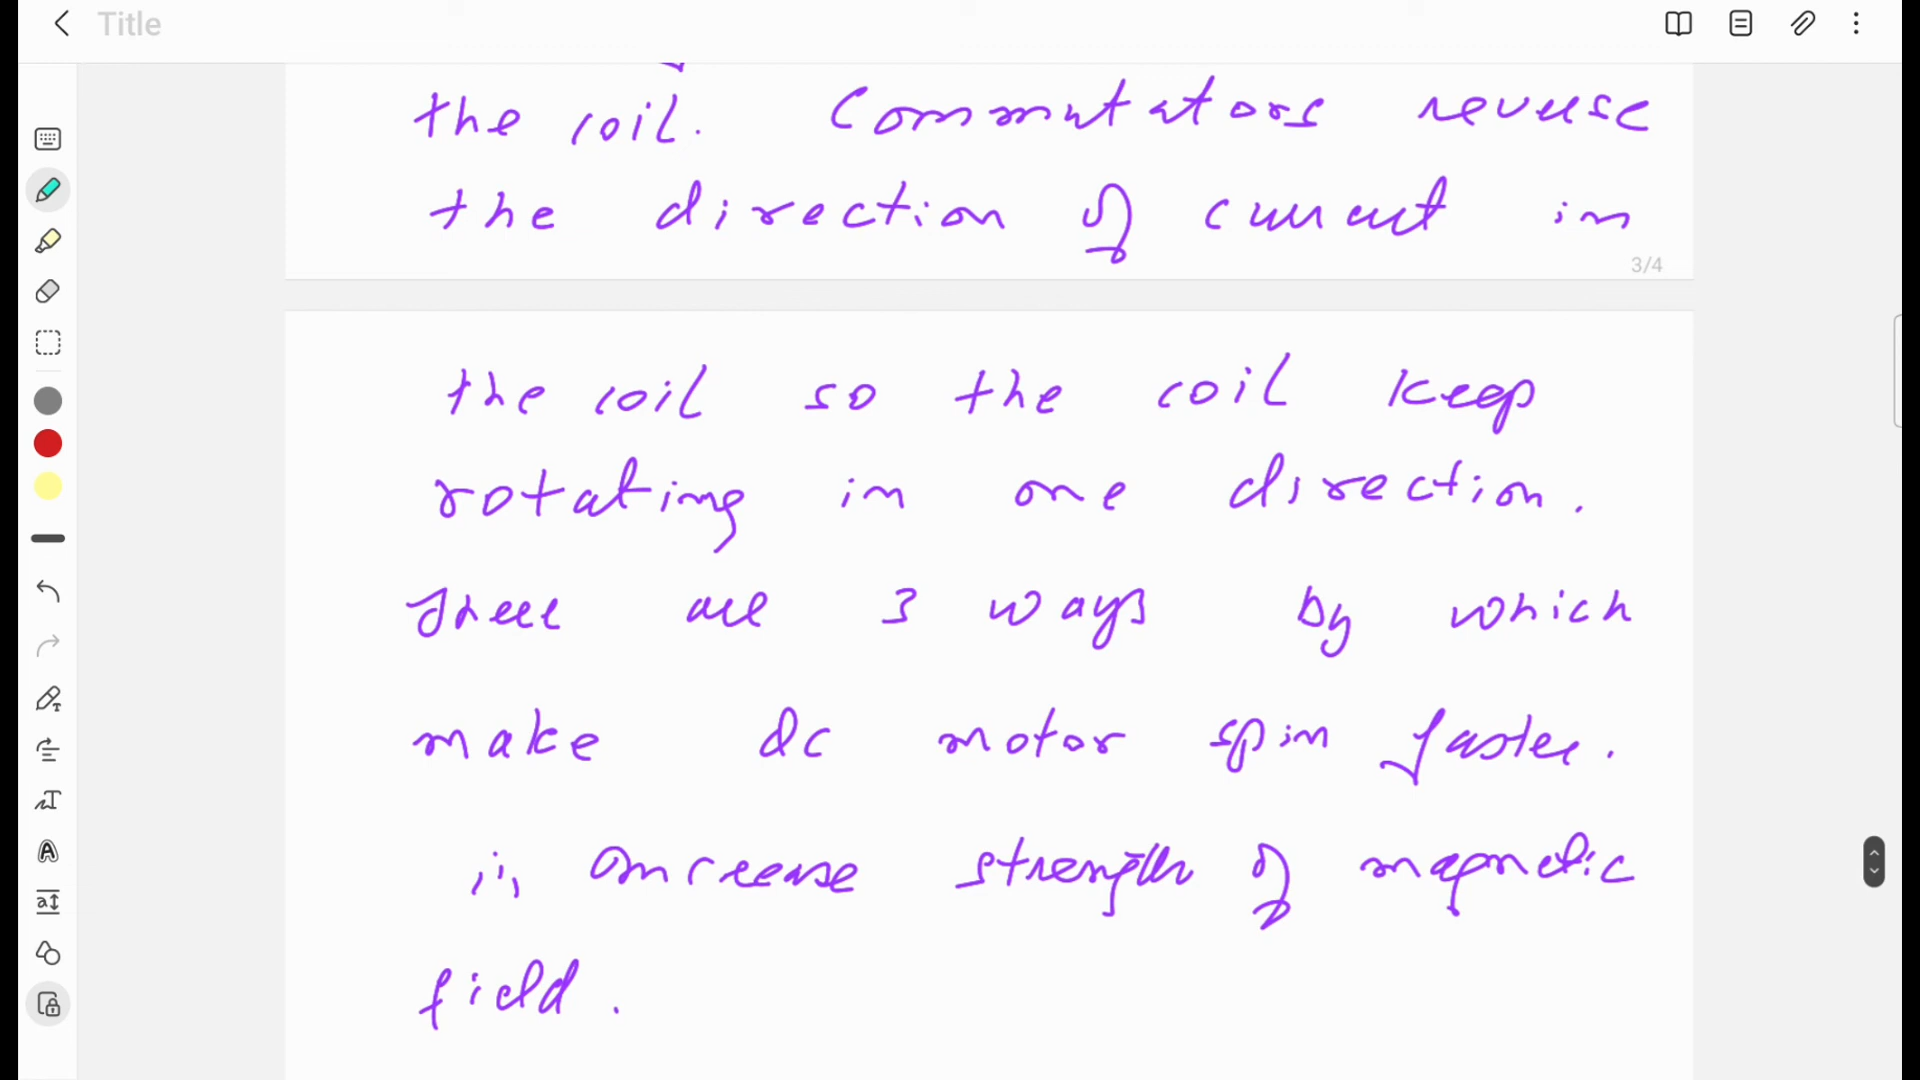 Title
the coil. Commutators reverse
the direction of current in
3/4
the coil so the coil keep
rotating in one direction.
There are 3 ways by which
make dc motor spin faster.
i, Increease strength of magnetic
field.